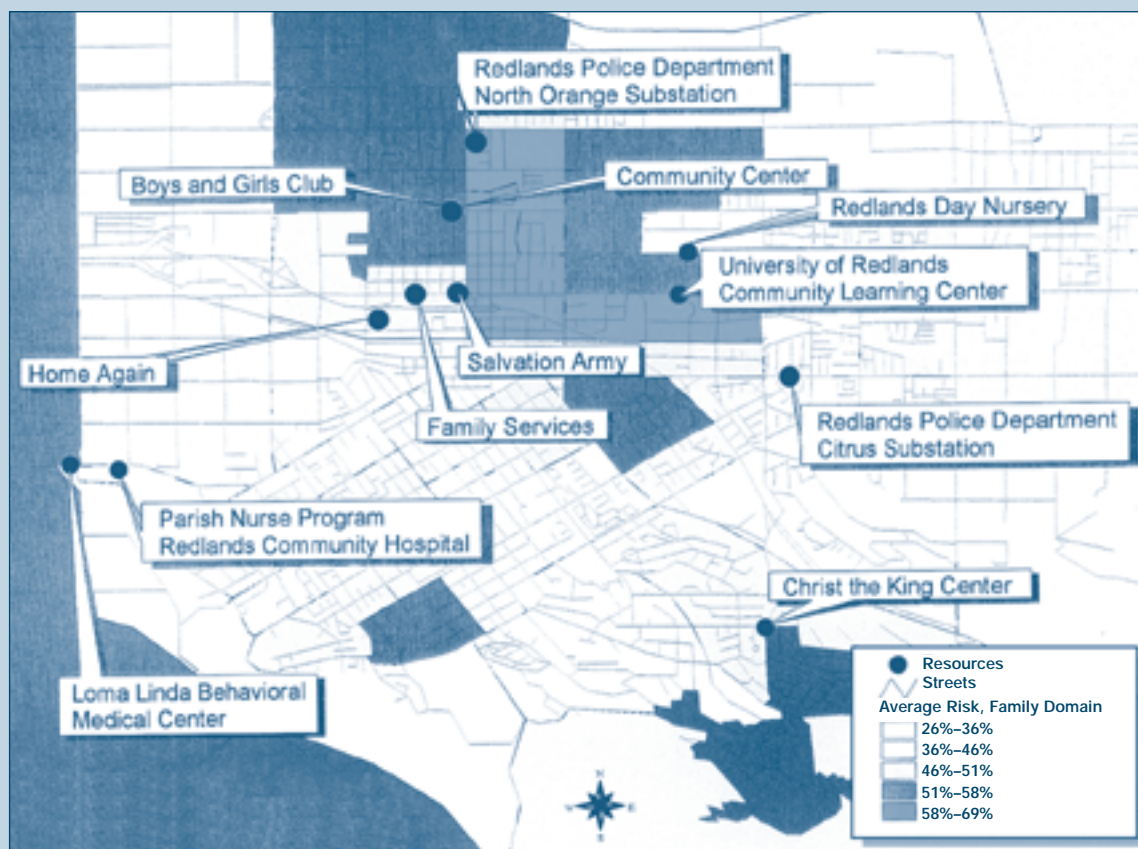 Redlands Police Department
North Orange Substation
Boys and Girls Club
Community Center
Redlands Day Nursery
University of Redlands
Community Learning Center
Home Again
Salvation Army
Family Services
Redlands Police Department
Citrus Substation
Parish Nurse Program
Redlands Community Hospital
Christ the King Center
Loma Linda Behavioral
Medical Center
Resources
Streets
Average Risk, Family Domain
26%–36%
36%–46%
46%–51%
51%–58%
58%–69%
N
E
S